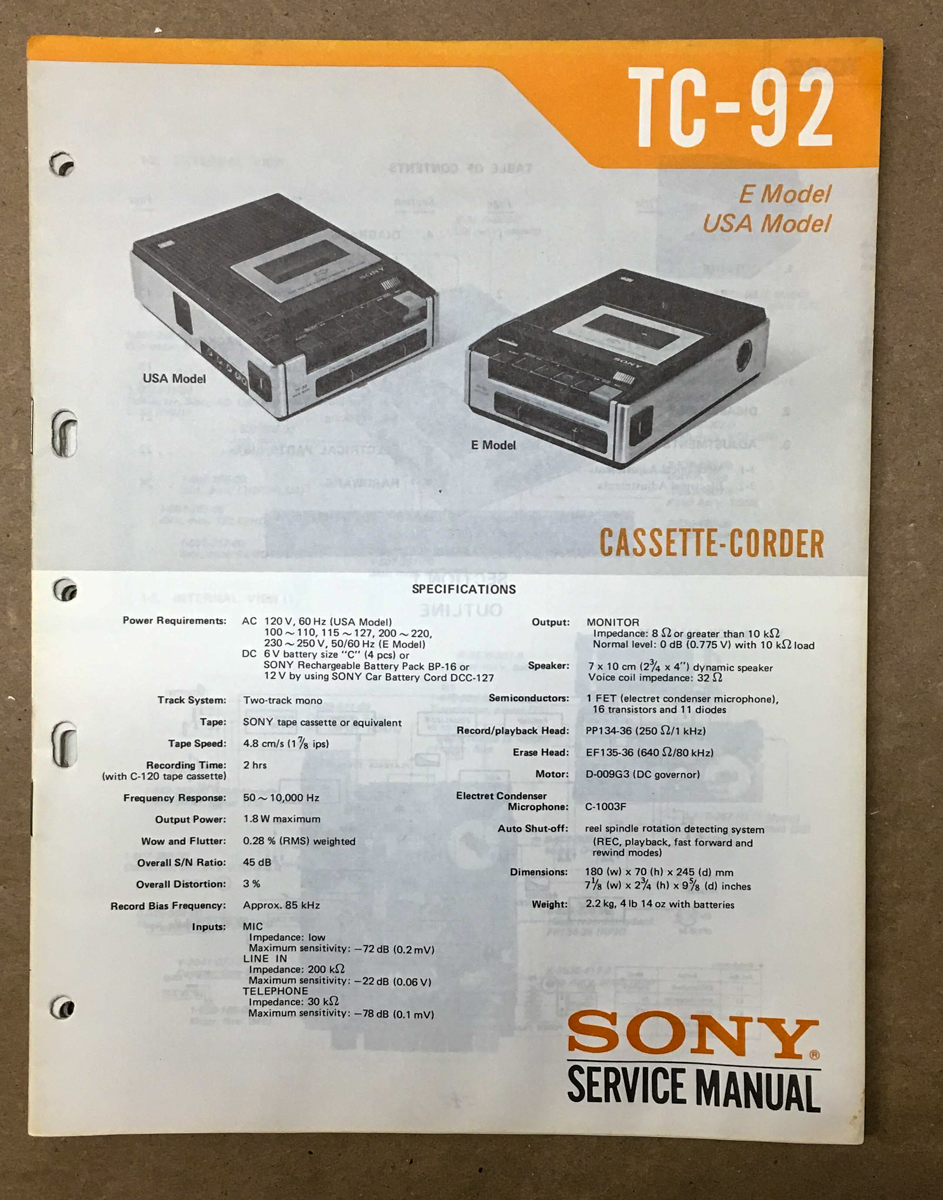 TC-92
E Model
USA Model
SONY
SONY
USA Model
E Model
CASSETTE-CORDER
SPECIFICATIONS
Power Requirements: AC 120 V, 60 Hz (USA Model)
100 ~ 110, 115 ~ 127, 200 ~ 220,
230 ~ 250 V, 50/60 Hz (E Model)
DC 6 V battery size "C" (4 pcs) or
SONY Rechargeable Battery Pack BP-16 or
12 V by using SONY Car Battery Cord DCC-127
Track System: Two-track mono
Tape: SONY tape cassette or equivalent
Tape Speed: 4.8 cm/s (1 7/8 ips)
Recording Time: 2 hrs
(with C-120 tape cassette)
Frequency Response: 50 ~ 10,000 Hz
Output Power: 1.8 W maximum
Wow and Flutter: 0.28 % (RMS) weighted
Overall S/N Ratio: 45 dB
Overall Distortion: 3 %
Record Bias Frequency: Approx. 85 kHz
Inputs: MIC
Impedance: low
Maximum sensitivity: −72 dB (0.2 mV)
LINE IN
Impedance: 200 kΩ
Maximum sensitivity: −22 dB (0.06 V)
TELEPHONE
Impedance: 30 kΩ
Maximum sensitivity: −78 dB (0.1 mV)
Output: MONITOR
Impedance: 8 Ω or greater than 10 kΩ
Normal level: 0 dB (0.775 V) with 10 kΩ load
Speaker: 7 x 10 cm (2 3/4 x 4") dynamic speaker
Voice coil impedance: 32 Ω
Semiconductors: 1 FET (electret condenser microphone),
16 transistors and 11 diodes
Record/playback Head: PP134-36 (250 Ω/1 kHz)
Erase Head: EF135-36 (640 Ω/80 kHz)
Motor: D-009G3 (DC governor)
Electret Condenser
Microphone: C-1003F
Auto Shut-off: reel spindle rotation detecting system
(REC, playback, fast forward and
rewind modes)
Dimensions: 180 (w) x 70 (h) x 245 (d) mm
7 1/8 (w) x 2 3/4 (h) x 9 5/8 (d) inches
Weight: 2.2 kg, 4 lb 14 oz with batteries
SONY®
SERVICE MANUAL